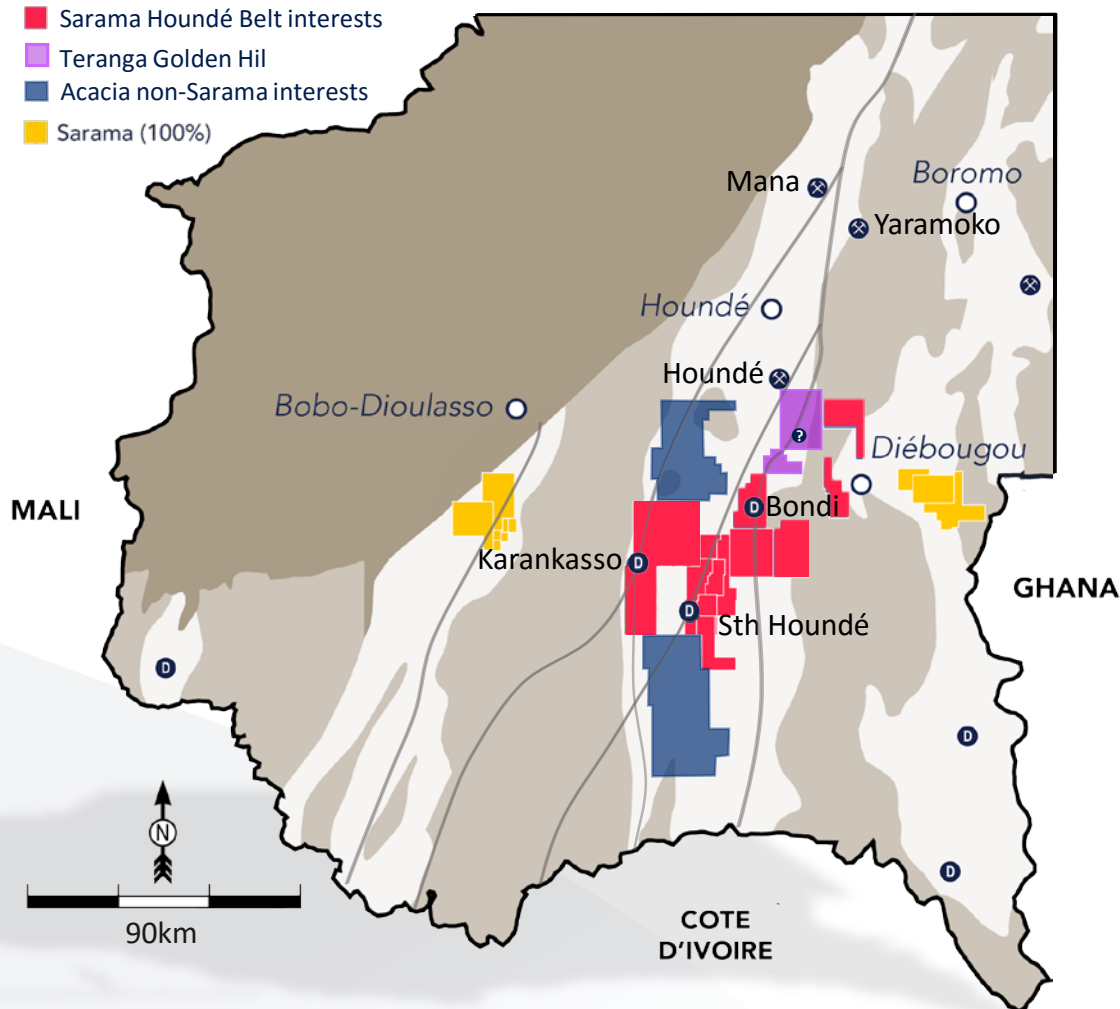 Sarama Houndé Belt interests
Teranga Golden Hil
Acacia non-Sarama interests
Sarama (100%)
Mana
Boromo
Yaramoko
Houndé
Houndé
Bobo-Dioulasso
?
Diébougou
MALI
D Bondi
Karankasso D
GHANA
D Sth Houndé
D
D
N
D
90km
COTE
D'IVOIRE